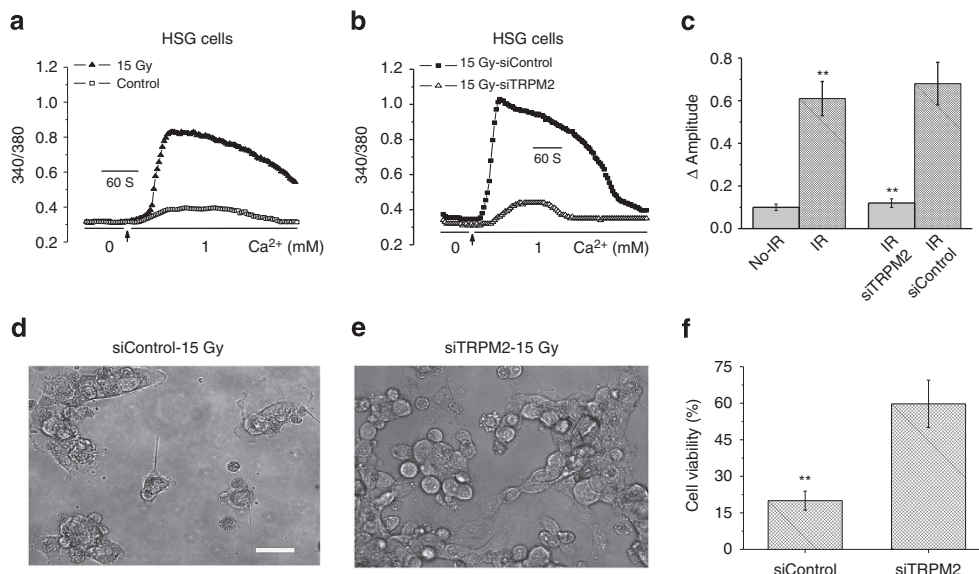 a
HSG cells
15 Gy
Control
340/380
1.2
1.0
0.8
0.6
0.4
0.2
60 S
0
1
Ca²⁺ (mM)
b
HSG cells
15 Gy-siControl
15 Gy-siTRPM2
340/380
1.2
1.0
0.8
0.6
0.4
0.2
60 S
0
1
Ca²⁺ (mM)
c
Δ Amplitude
0.8
0.4
0.0
**
**
No-IR
IR
IR
siTRPM2
IR
siControl
d
siControl-15 Gy
e
siTRPM2-15 Gy
f
Cell viability (%)
75
60
45
30
15
0
**
siControl
siTRPM2